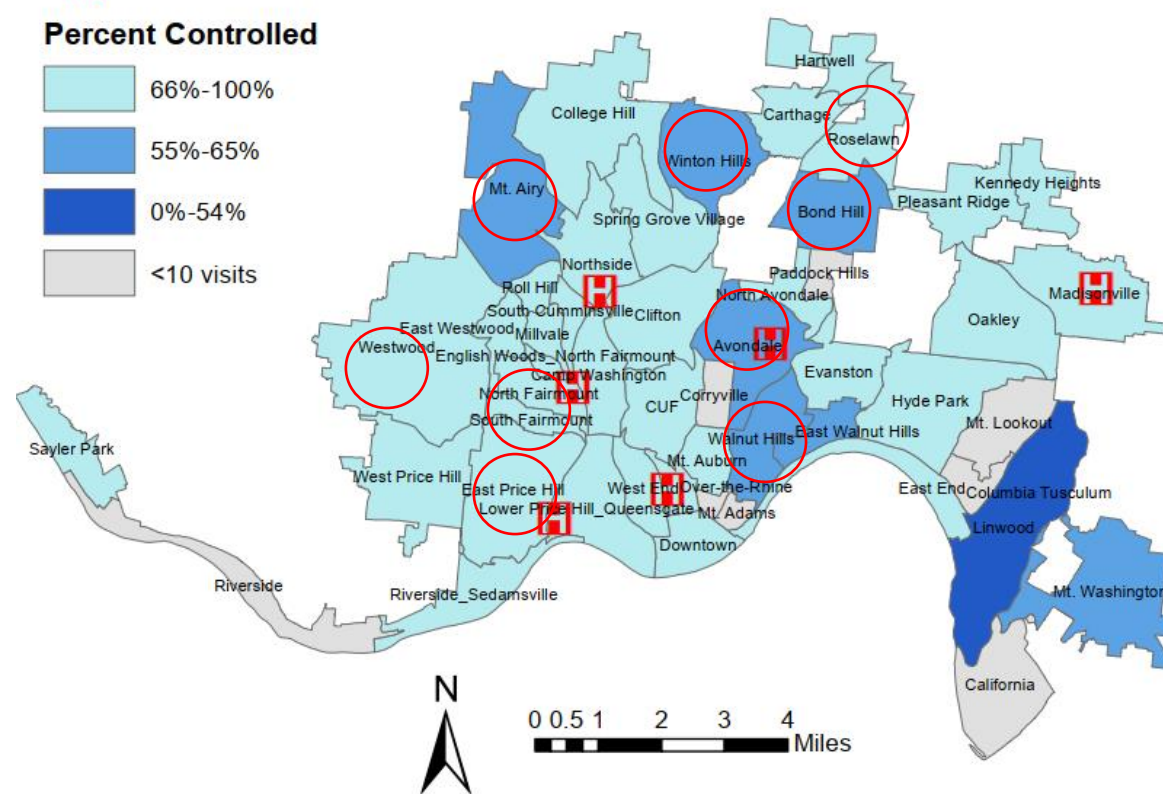 Percent Controlled
66%-100%
55%-65%
0%-54%
<10 visits
Hartwell
College Hill
Carthage
Roselawn
Winton Hills
Mt. Airy
Kennedy Heights
Pleasant Ridge
Bond Hill
Spring Grove Village
Northside
Paddock Hills
Roll Hill
H
H
Madisonville
North Avondale
South Cumminsville
Clifton
Oakley
East Westwood
Millvale
Westwood
Avondale
H
English Woods_North Fairmount
Evanston
Camp Washington
H
North Fairmount
Corryville
Hyde Park
CUF
South Fairmount
Mt. Lookout
East Walnut Hills
Walnut Hills
Sayler Park
Mt. Auburn
West Price Hill
East Price Hill
West End
H
Over-the-Rhine
East End
Columbia Tusculum
Lower Price Hill_Queensgate
Mt. Adams
H
Linwood
Downtown
Riverside
Riverside_Sedamsville
Mt. Washington
California
N
0 0.5 1 2 3 4
Miles